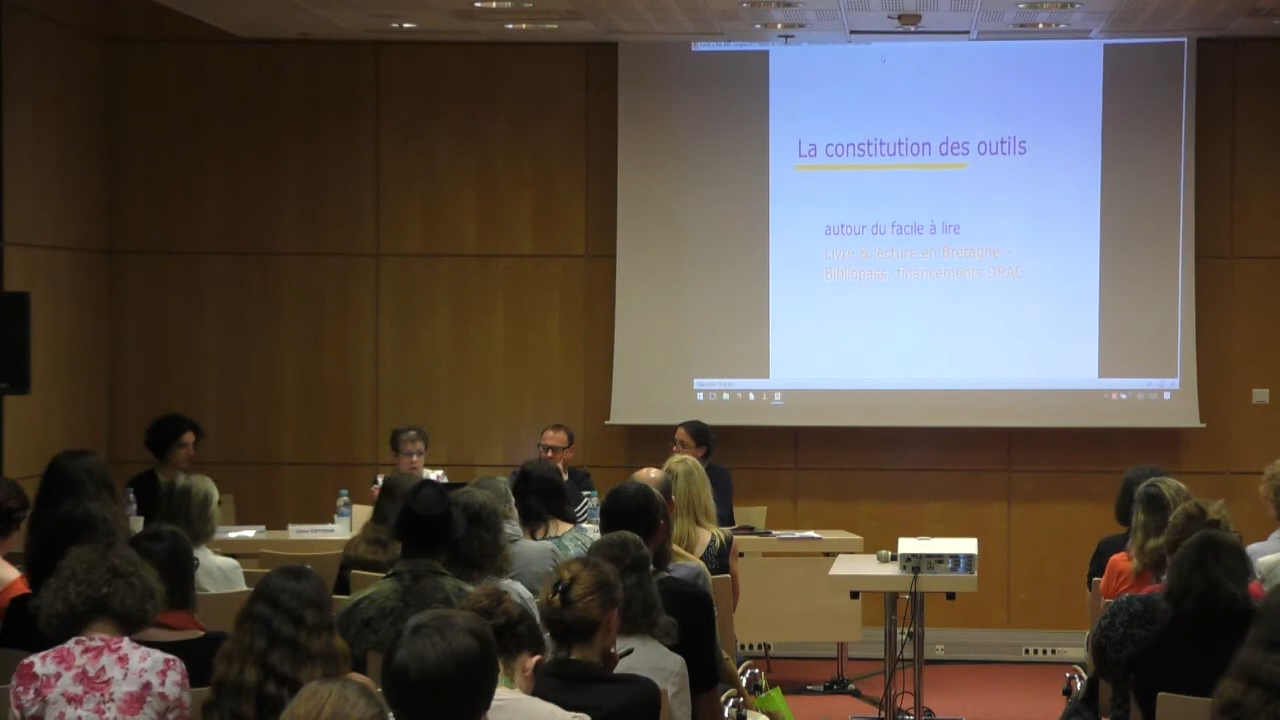 La constitution des outils
autour du facile à lire
Livre & lecture en Bretagne -
Bibliopass, financements DRAC